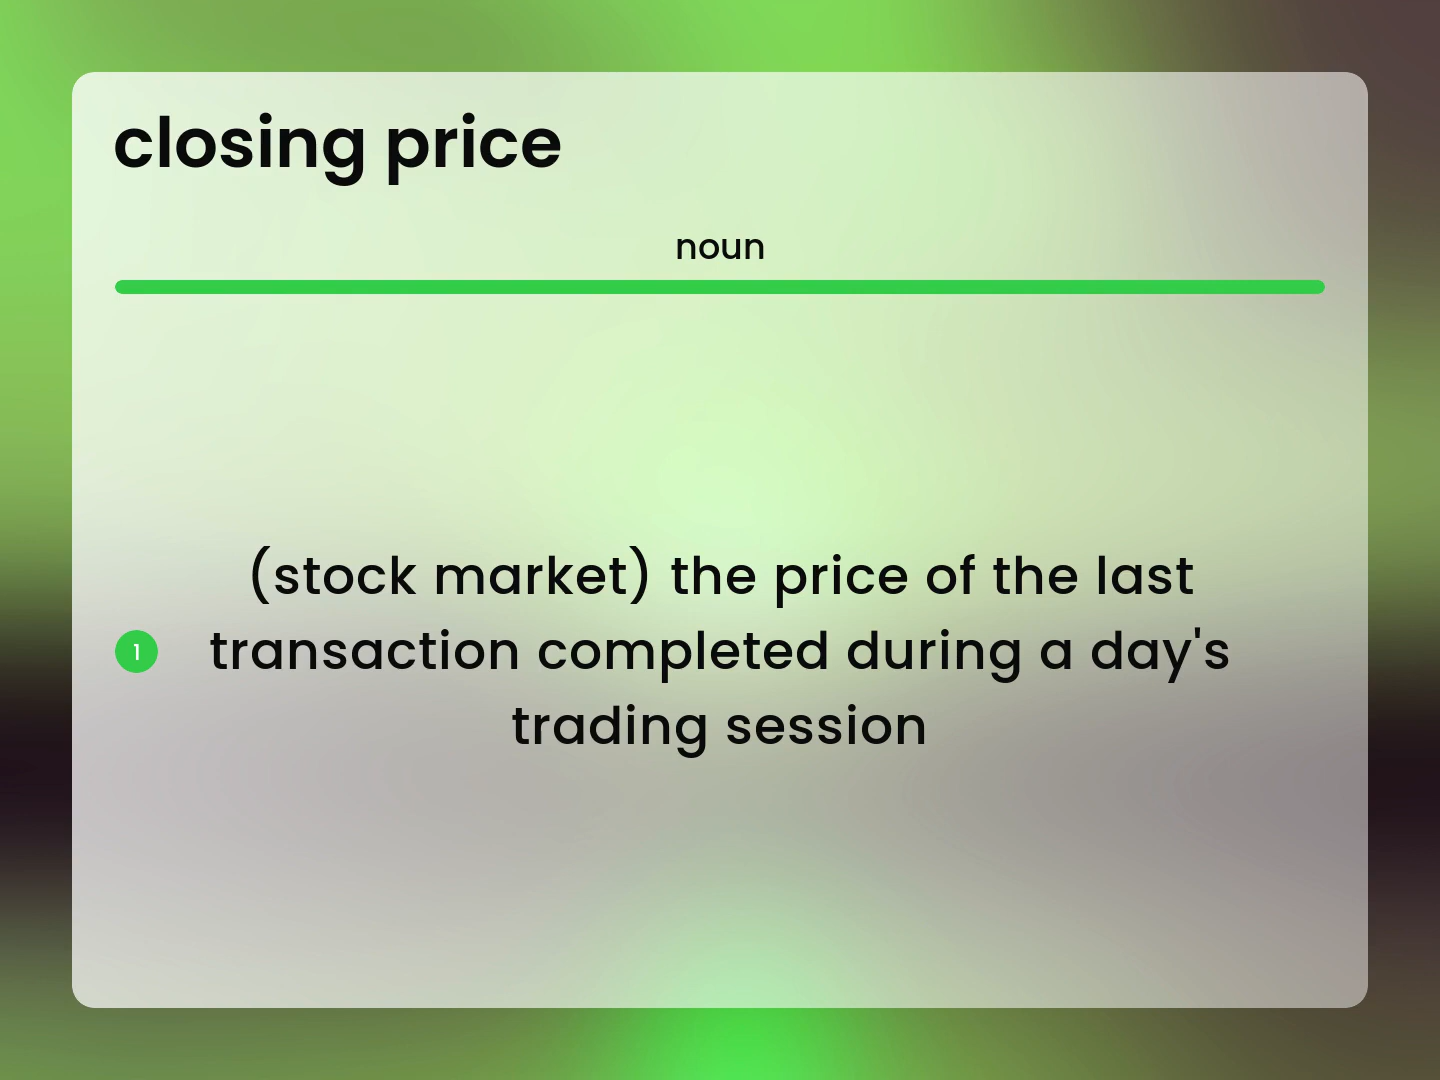 closing price
noun
(stock market) the price of the last
1 transaction completed during a day's
trading session